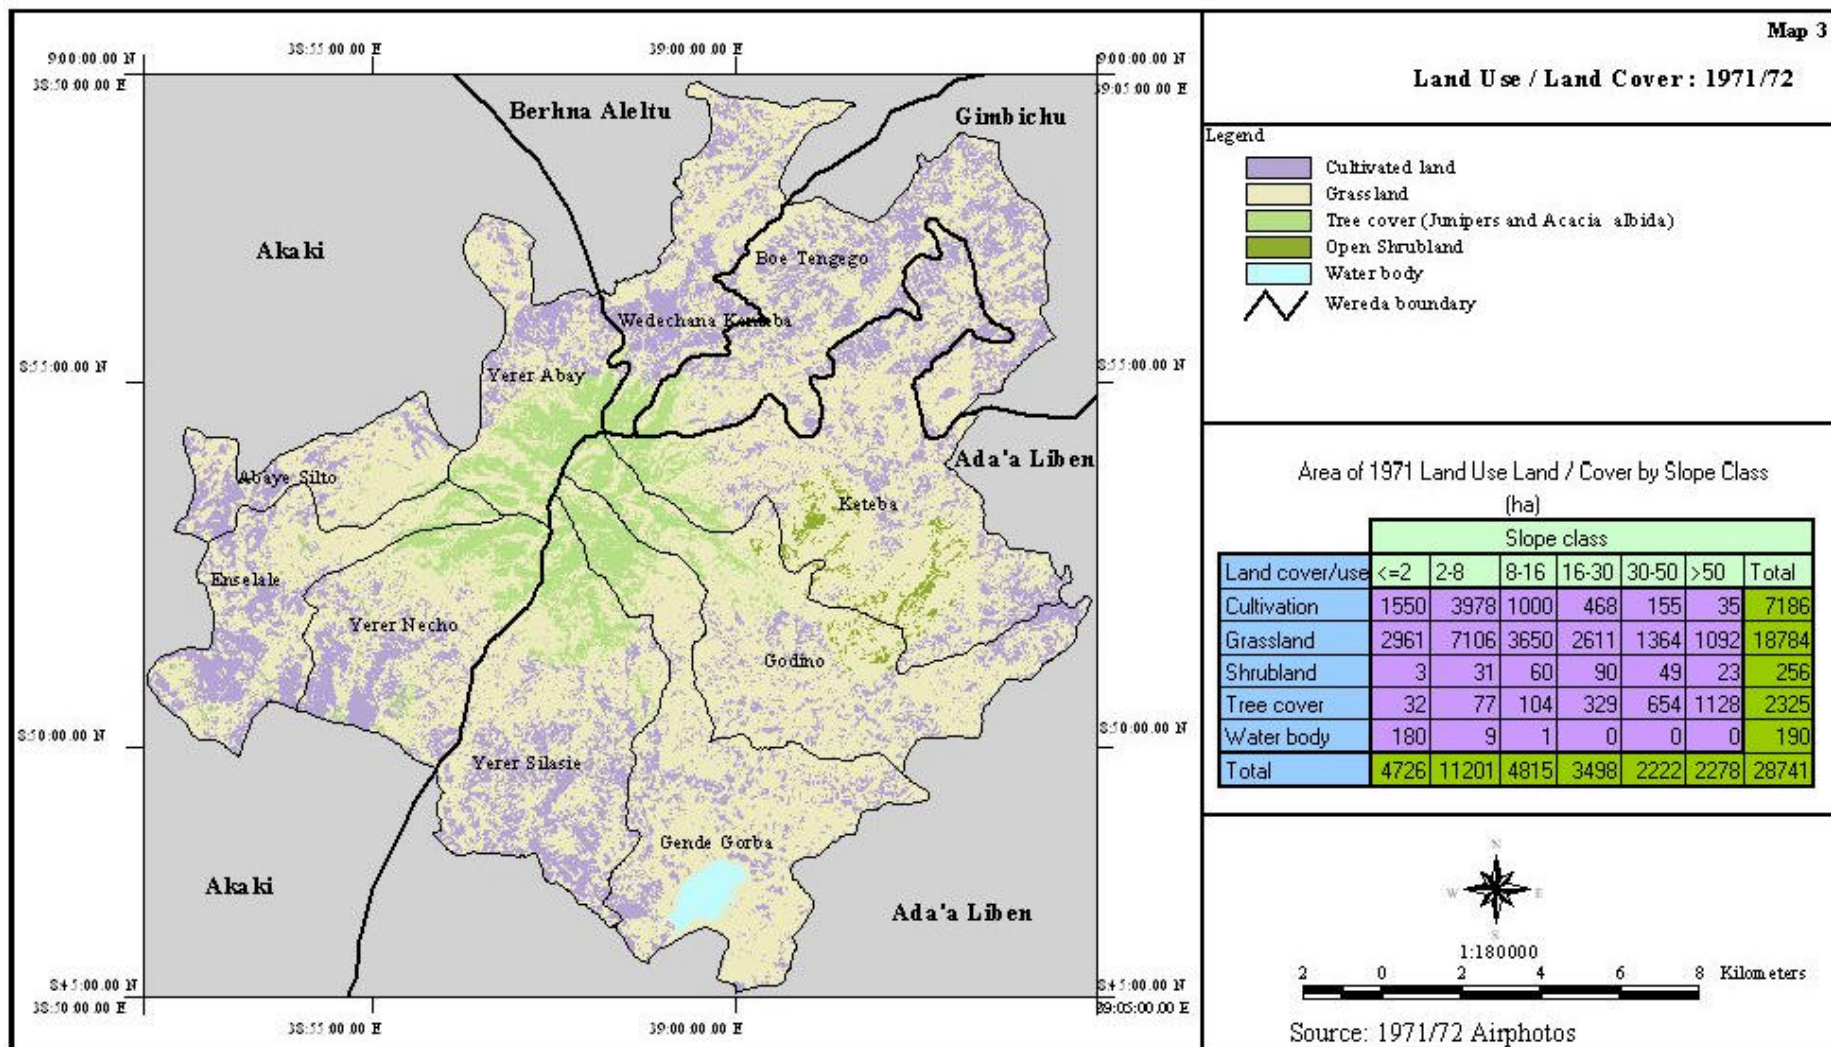 Map 3
Land Use / Land Cover : 1971/72
Legend
Cultivated land
Grassland
Tree cover (Junipers and Acacia albida)
Open Shrubland
Water body
Wereda boundary
38:55:00.00 E
39:00:00.00 E
9:00:00.00 N
38:50:00.00 E
9:00:00.00 N
39:05:00.00 E
Berhna Aleltu
Gimbichu
Akaki
Boe Tengego
Wedechana Kenteba
8:55:00.00 N
8:55:00.00 N
Yerer Abay
Ada'a Liben
Abaye Silto
Keteba
Enselale
Yerer Necho
Godino
8:50:00.00 N
8:50:00.00 N
Yerer Silasie
Gende Gorba
Akaki
Ada'a Liben
8:45:00.00 N
38:50:00.00 E
8:45:00.00 N
39:05:00.00 E
38:55:00.00 E
39:00:00.00 E
Area of 1971 Land Use Land / Cover by Slope Class
(ha)
Slope class
Land cover/use <=2 2-8 8-16 16-30 30-50 >50 Total
Cultivation 1550 3978 1000 468 155 35 7186
Grassland 2961 7106 3650 2611 1364 1092 18784
Shrubland 3 31 60 90 49 23 256
Tree cover 32 77 104 329 654 1128 2325
Water body 180 9 1 0 0 0 190
Total 4726 11201 4815 3498 2222 2278 28741
N
W E
S
1:180000
2 0 2 4 6 8 Kilometers
Source: 1971/72 Airphotos